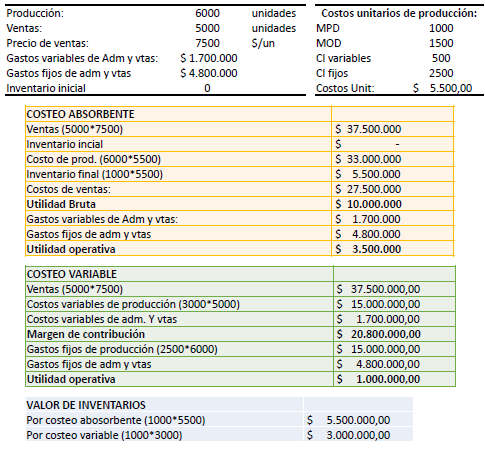 Producción: 6000 unidades Costos unitarios de producción:
Ventas: 5000 unidades MPD 1000
Precio de ventas: 7500 $/un MOD 1500
Gastos variables de Adm y vtas: $ 1.700.000 CI variables 500
Gastos fijos de adm y vtas $ 4.800.000 CI fijos 2500
Inventario inicial 0 Costos Unit: $ 5.500,00
COSTEO ABSORBENTE
Ventas (5000*7500) $ 37.500.000
Inventario incial $ -
Costo de prod. (6000*5500) $ 33.000.000
Inventario final (1000*5500) $ 5.500.000
Costos de ventas: $ 27.500.000
Utilidad Bruta $ 10.000.000
Gastos variables de Adm y vtas: $ 1.700.000
Gastos fijos de adm y vtas $ 4.800.000
Utilidad operativa $ 3.500.000
COSTEO VARIABLE
Ventas (5000*7500) $ 37.500.000,00
Costos variables de producción (3000*5000) $ 15.000.000,00
Costos variables de adm. Y vtas $ 1.700.000,00
Margen de contribución $ 20.800.000,00
Gastos fijos de producción (2500*6000) $ 15.000.000,00
Gastos fijos de adm y vtas $ 4.800.000,00
Utilidad operativa $ 1.000.000,00
VALOR DE INVENTARIOS
Por costeo abosorbente (1000*5500) $ 5.500.000,00
Por costeo variable (1000*3000) $ 3.000.000,00